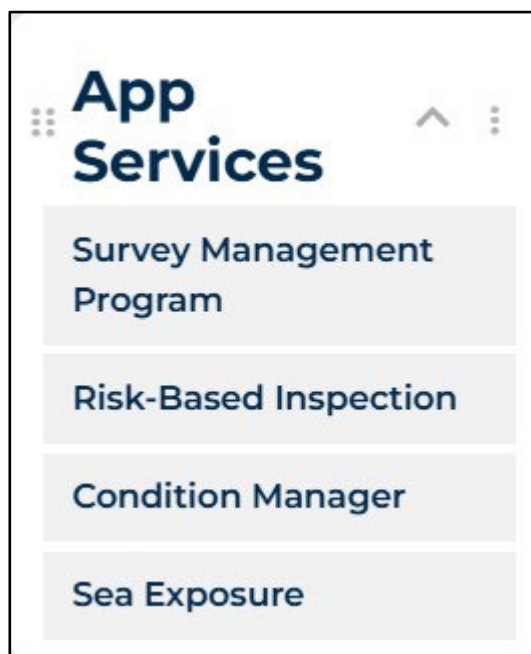 App
Services
Survey Management
Program
Risk-Based Inspection
Condition Manager
Sea Exposure